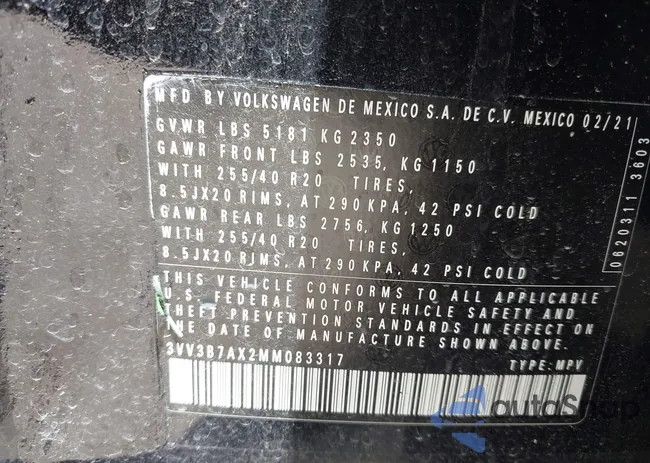 MFD BY VOLKSWAGEN DE MEXICO S.A. DE C.V. MEXICO 02/21
GVWR LBS 5181 KG 2350
GAWR FRONT LBS 2535, KG 1150
WITH 255/40 R20 TIRES,
8.5JX20 RIMS, AT 290 KPA, 42 PSI COLD
GAWR REAR LBS 2756, KG 1250
WITH 255/40 R20 TIRES,
8.5JX20 RIMS, AT 290 KPA, 42 PSI COLD
THIS VEHICLE CONFORMS TO ALL APPLICABLE
U.S. FEDERAL MOTOR VEHICLE SAFETY AND
THEFT PREVENTION STANDARDS IN EFFECT ON
THE DATE OF MANUFACTURE SHOWN ABOVE.
3VV3B7AX2MM083317 TYPE: MPV
0620311 3603
autoShop